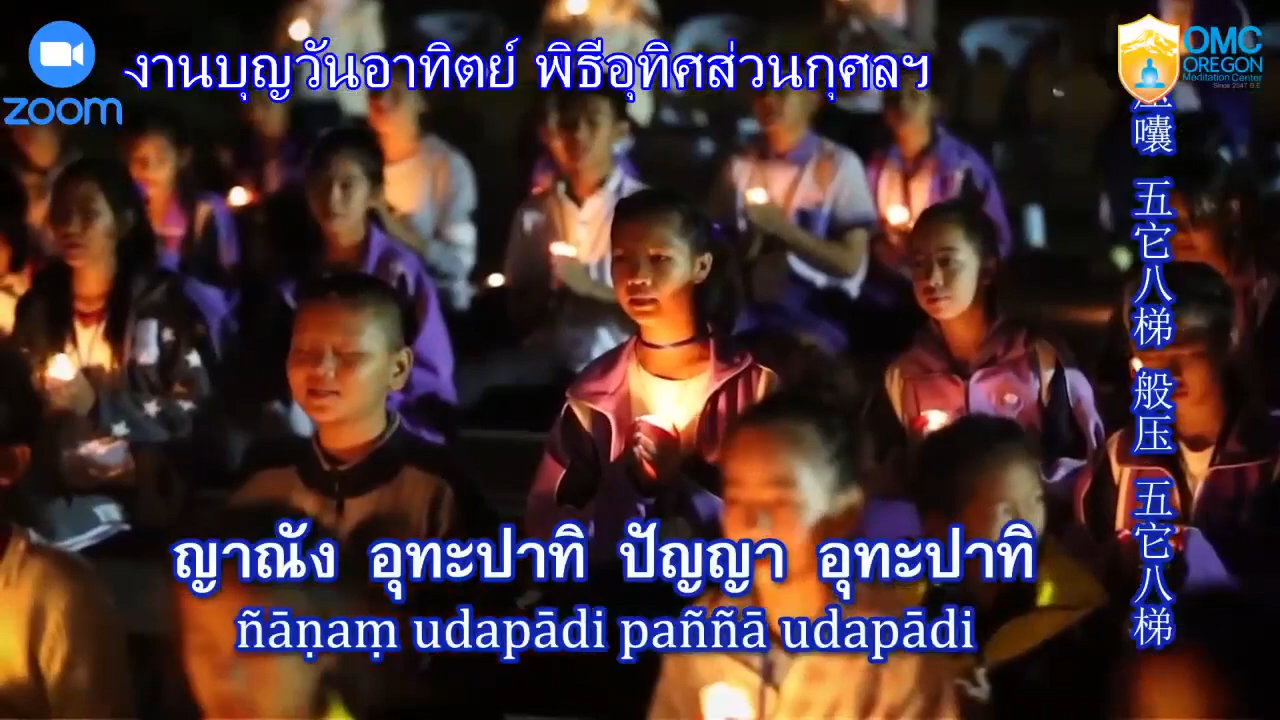 zoom
งานบุญวันอาทิตย์ พิธีอุทิศส่วนกุศลฯ
OMC
OREGON
Meditation Center
Since 2547 B.E
囔 五它八梯 般压 五它八梯
ญาณัง อุทะปาทิ ปัญญา อุทะปาทิ
ñāṇaṃ udapādi paññā udapādi